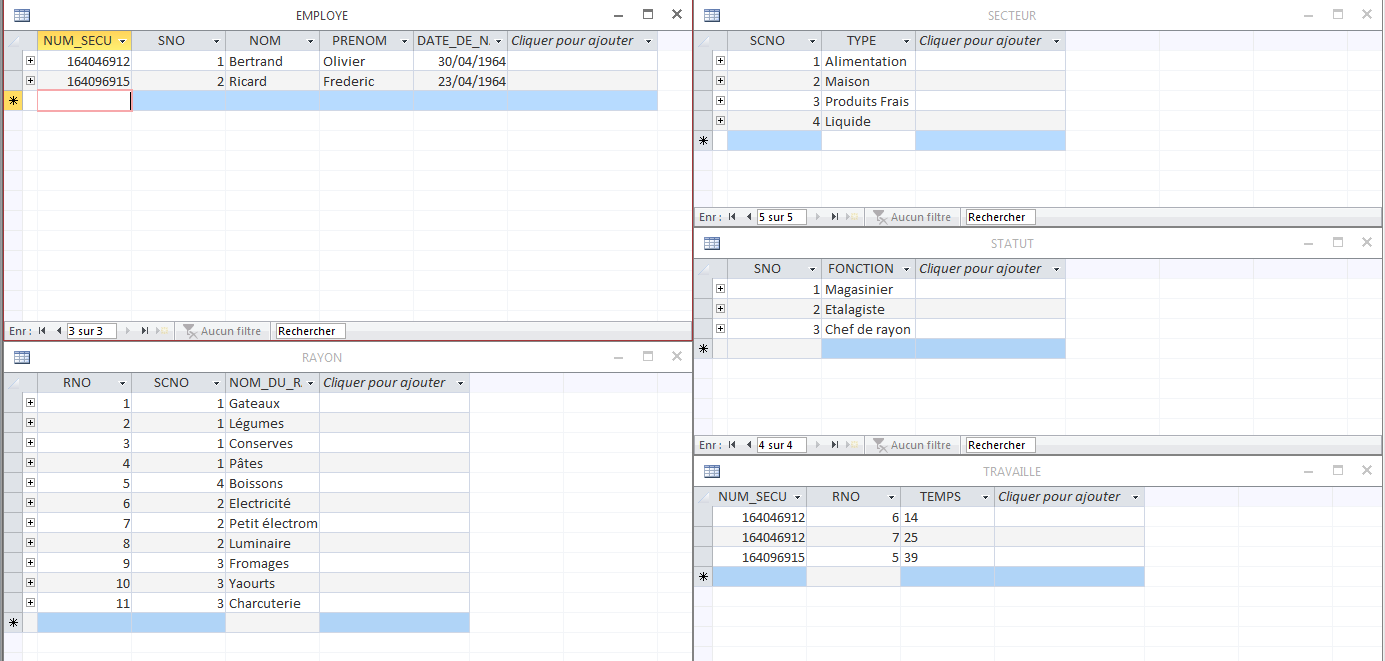 EMPLOYE
NUM_SECU SNO NOM PRENOM DATE_DE_N. Cliquer pour ajouter
164046912 1 Bertrand Olivier 30/04/1964
164096915 2 Ricard Frederic 23/04/1964
Enr : 3 sur 3 Aucun filtre Rechercher
RAYON
RNO SCNO NOM_DU_R. Cliquer pour ajouter
1 1 Gateaux
2 1 Légumes
3 1 Conserves
4 1 Pâtes
5 4 Boissons
6 2 Electricité
7 2 Petit électrom
8 2 Luminaire
9 3 Fromages
10 3 Yaourts
11 3 Charcuterie
SECTEUR
SCNO TYPE Cliquer pour ajouter
1 Alimentation
2 Maison
3 Produits Frais
4 Liquide
Enr : 5 sur 5 Aucun filtre Rechercher
STATUT
SNO FONCTION Cliquer pour ajouter
1 Magasinier
2 Etalagiste
3 Chef de rayon
Enr : 4 sur 4 Aucun filtre Rechercher
TRAVAILLE
NUM_SECU RNO TEMPS Cliquer pour ajouter
164046912 6 14
164046912 7 25
164096915 5 39